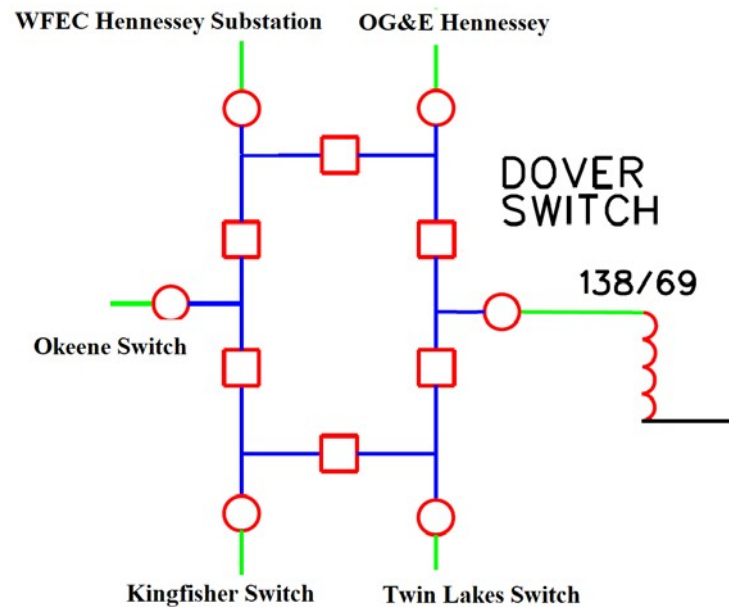 WFEC Hennessey Substation
OG&E Hennessey
DOVER
SWITCH
138/69
Okeene Switch
Kingfisher Switch
Twin Lakes Switch